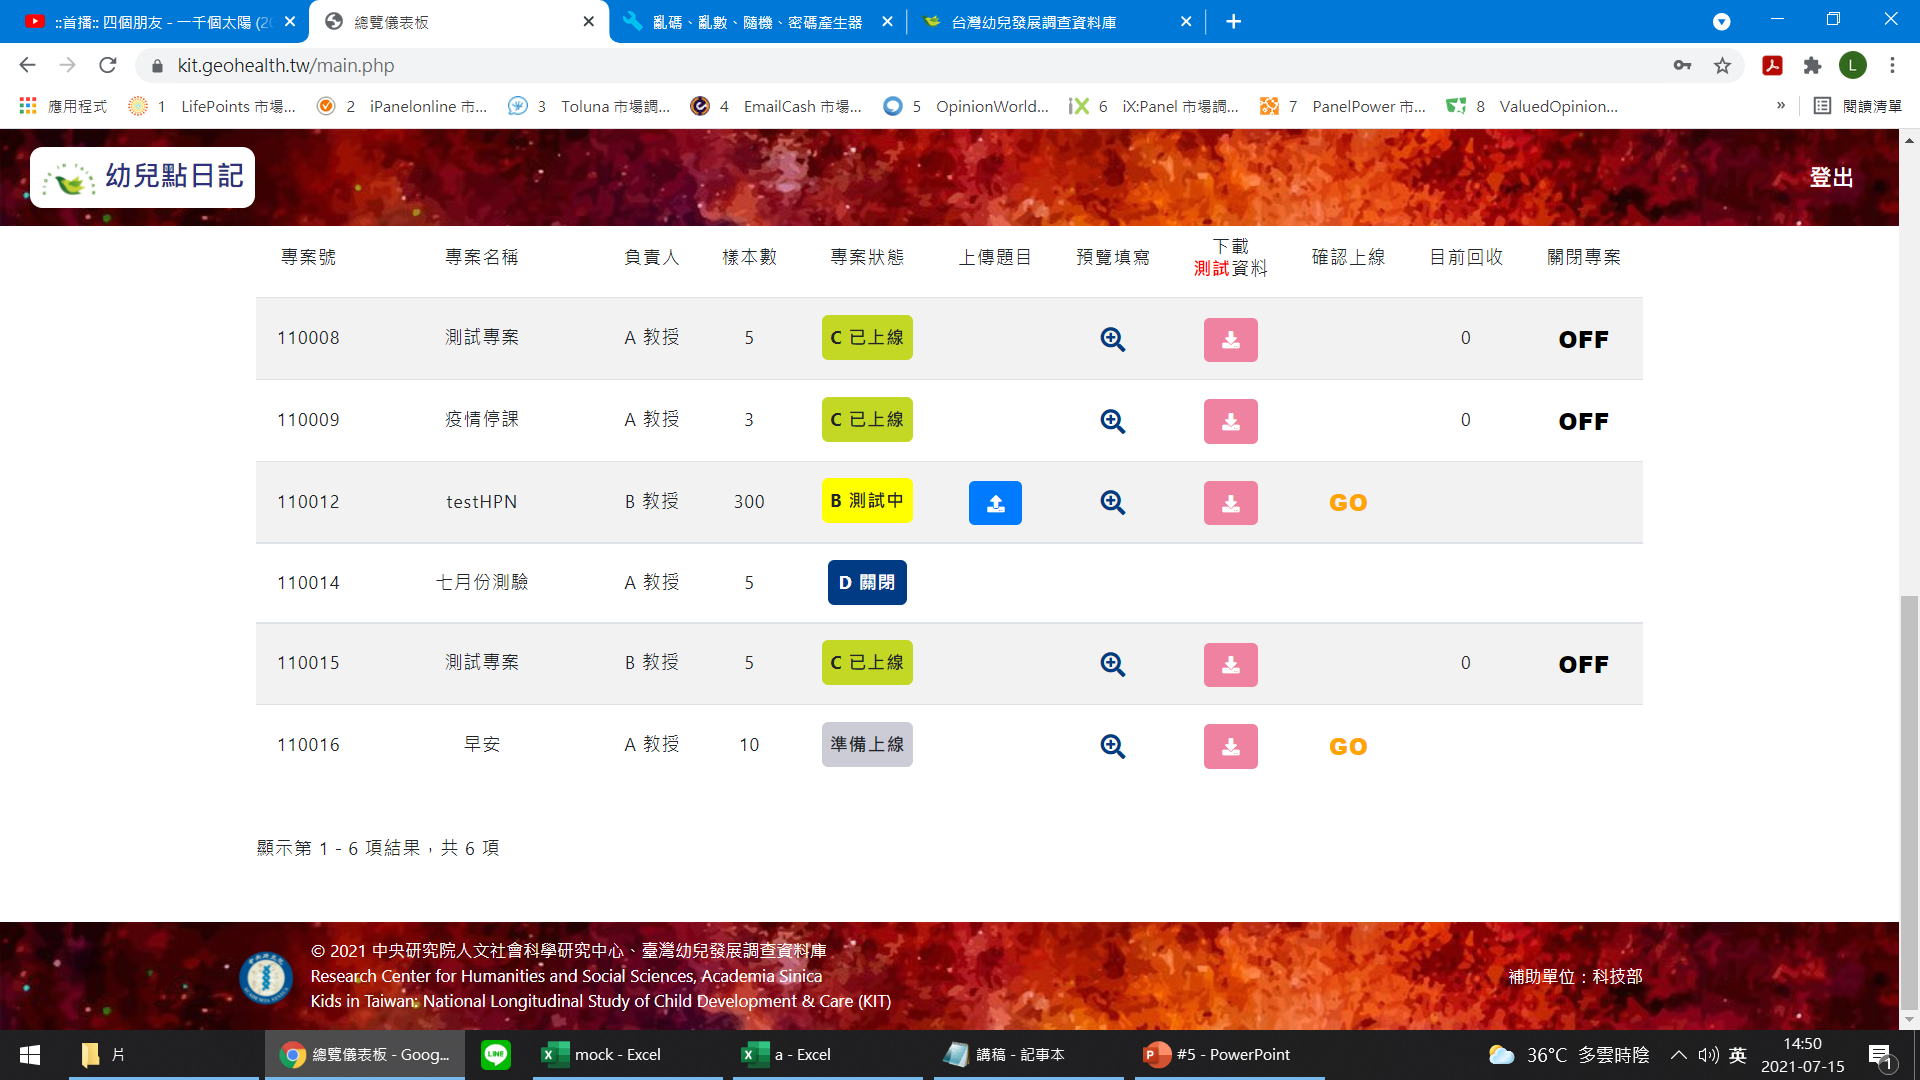 ::首播:: 四個朋友 - 一千個太陽 (20
總覽儀表板
亂碼、亂數、隨機、密碼產生器
台灣幼兒發展調查資料庫
kit.geohealth.tw/main.php
L
應用程式
1 LifePoints 市場...
2 iPanelonline 市...
3 Toluna 市場調...
4 EmailCash 市場...
5 OpinionWorld...
6 iX:Panel 市場調...
7 PanelPower 市...
8 ValuedOpinion...
»
閱讀清單
幼兒點日記
登出
專案號 專案名稱 負責人 樣本數 專案狀態 上傳題目 預覽填寫 下載 測試資料 確認上線 目前回收 關閉專案
110008 測試專案 A 教授 5 C 已上線 0 OFF
110009 疫情停課 A 教授 3 C 已上線 0 OFF
110012 testHPN B 教授 300 B 測試中 GO
110014 七月份測驗 A 教授 5 D 關閉
110015 測試專案 B 教授 5 C 已上線 0 OFF
110016 早安 A 教授 10 準備上線 GO
顯示第 1 - 6 項結果，共 6 項
© 2021 中央研究院人文社會科學研究中心、臺灣幼兒發展調查資料庫
Research Center for Humanities and Social Sciences, Academia Sinica
Kids in Taiwan: National Longitudinal Study of Child Development & Care (KIT)
補助單位：科技部
片
總覽儀表板 - Goog...
LINE
mock - Excel
a - Excel
講稿 - 記事本
#5 - PowerPoint
36°C 多雲時陰
英
14:50
2021-07-15
1